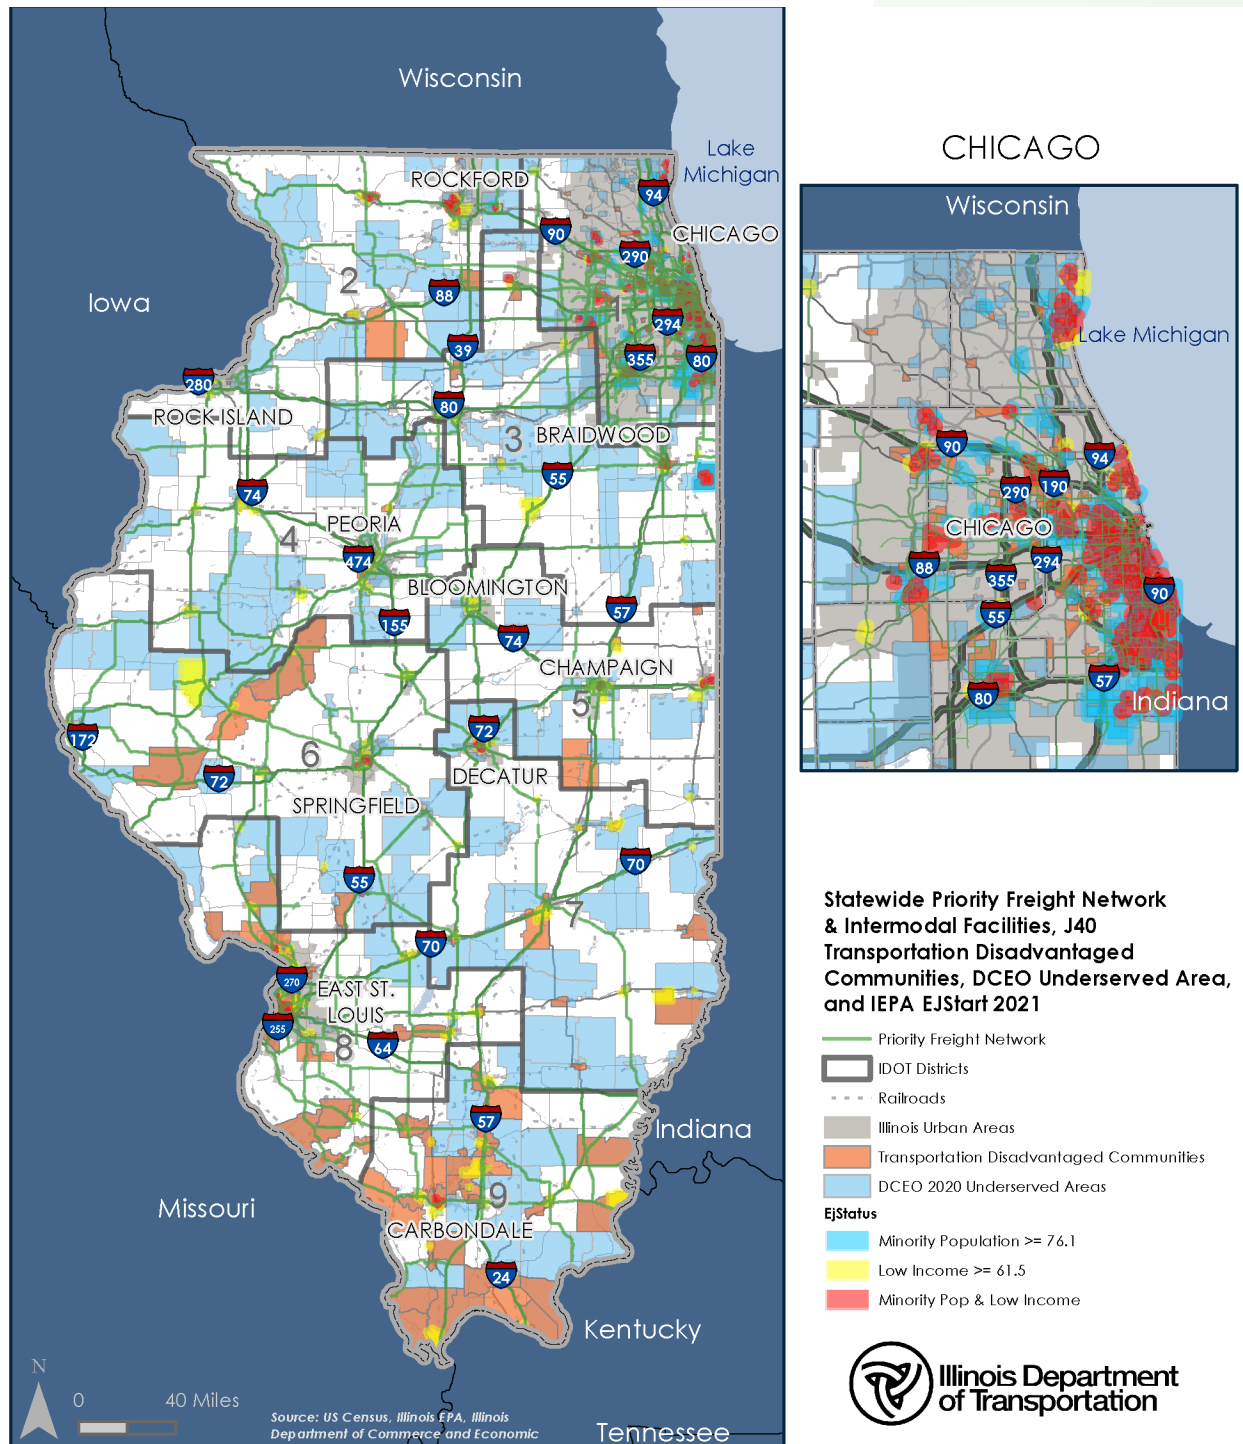 Wisconsin
Lake
Michigan
ROCKFORD
94
CHICAGO
90
290
2
Iowa
88
1
294
39
355
80
280
80
ROCK ISLAND
3
BRAIDWOOD
55
74
PEORIA
4
474
BLOOMINGTON
57
155
74
CHAMPAIGN
5
172
72
6
72
DECATUR
SPRINGFIELD
70
55
7
70
270
EAST ST.
LOUIS
255
8
64
57
Indiana
Missouri
9
CARBONDALE
24
Kentucky
N
0 40 Miles
Source: US Census, Illinois EPA, Illinois
Department of Commerce and Economic
Tennessee
CHICAGO
Wisconsin
Lake Michigan
90
94
290
190
CHICAGO
294
88
355
90
55
57
80
Indiana
Statewide Priority Freight Network
& Intermodal Facilities, J40
Transportation Disadvantaged
Communities, DCEO Underserved Area,
and IEPA EJStart 2021
Priority Freight Network
IDOT Districts
Railroads
Illinois Urban Areas
Transportation Disadvantaged Communities
DCEO 2020 Underserved Areas
EjStatus
Minority Population >= 76.1
Low Income >= 61.5
Minority Pop & Low Income
Illinois Department
of Transportation